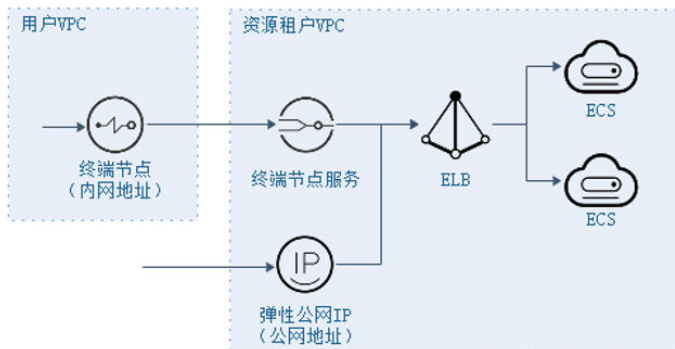 用户VPC
资源租户VPC
ECS
终端节点
（内网地址）
终端节点服务
ELB
ECS
IP
弹性公网IP
（公网地址）